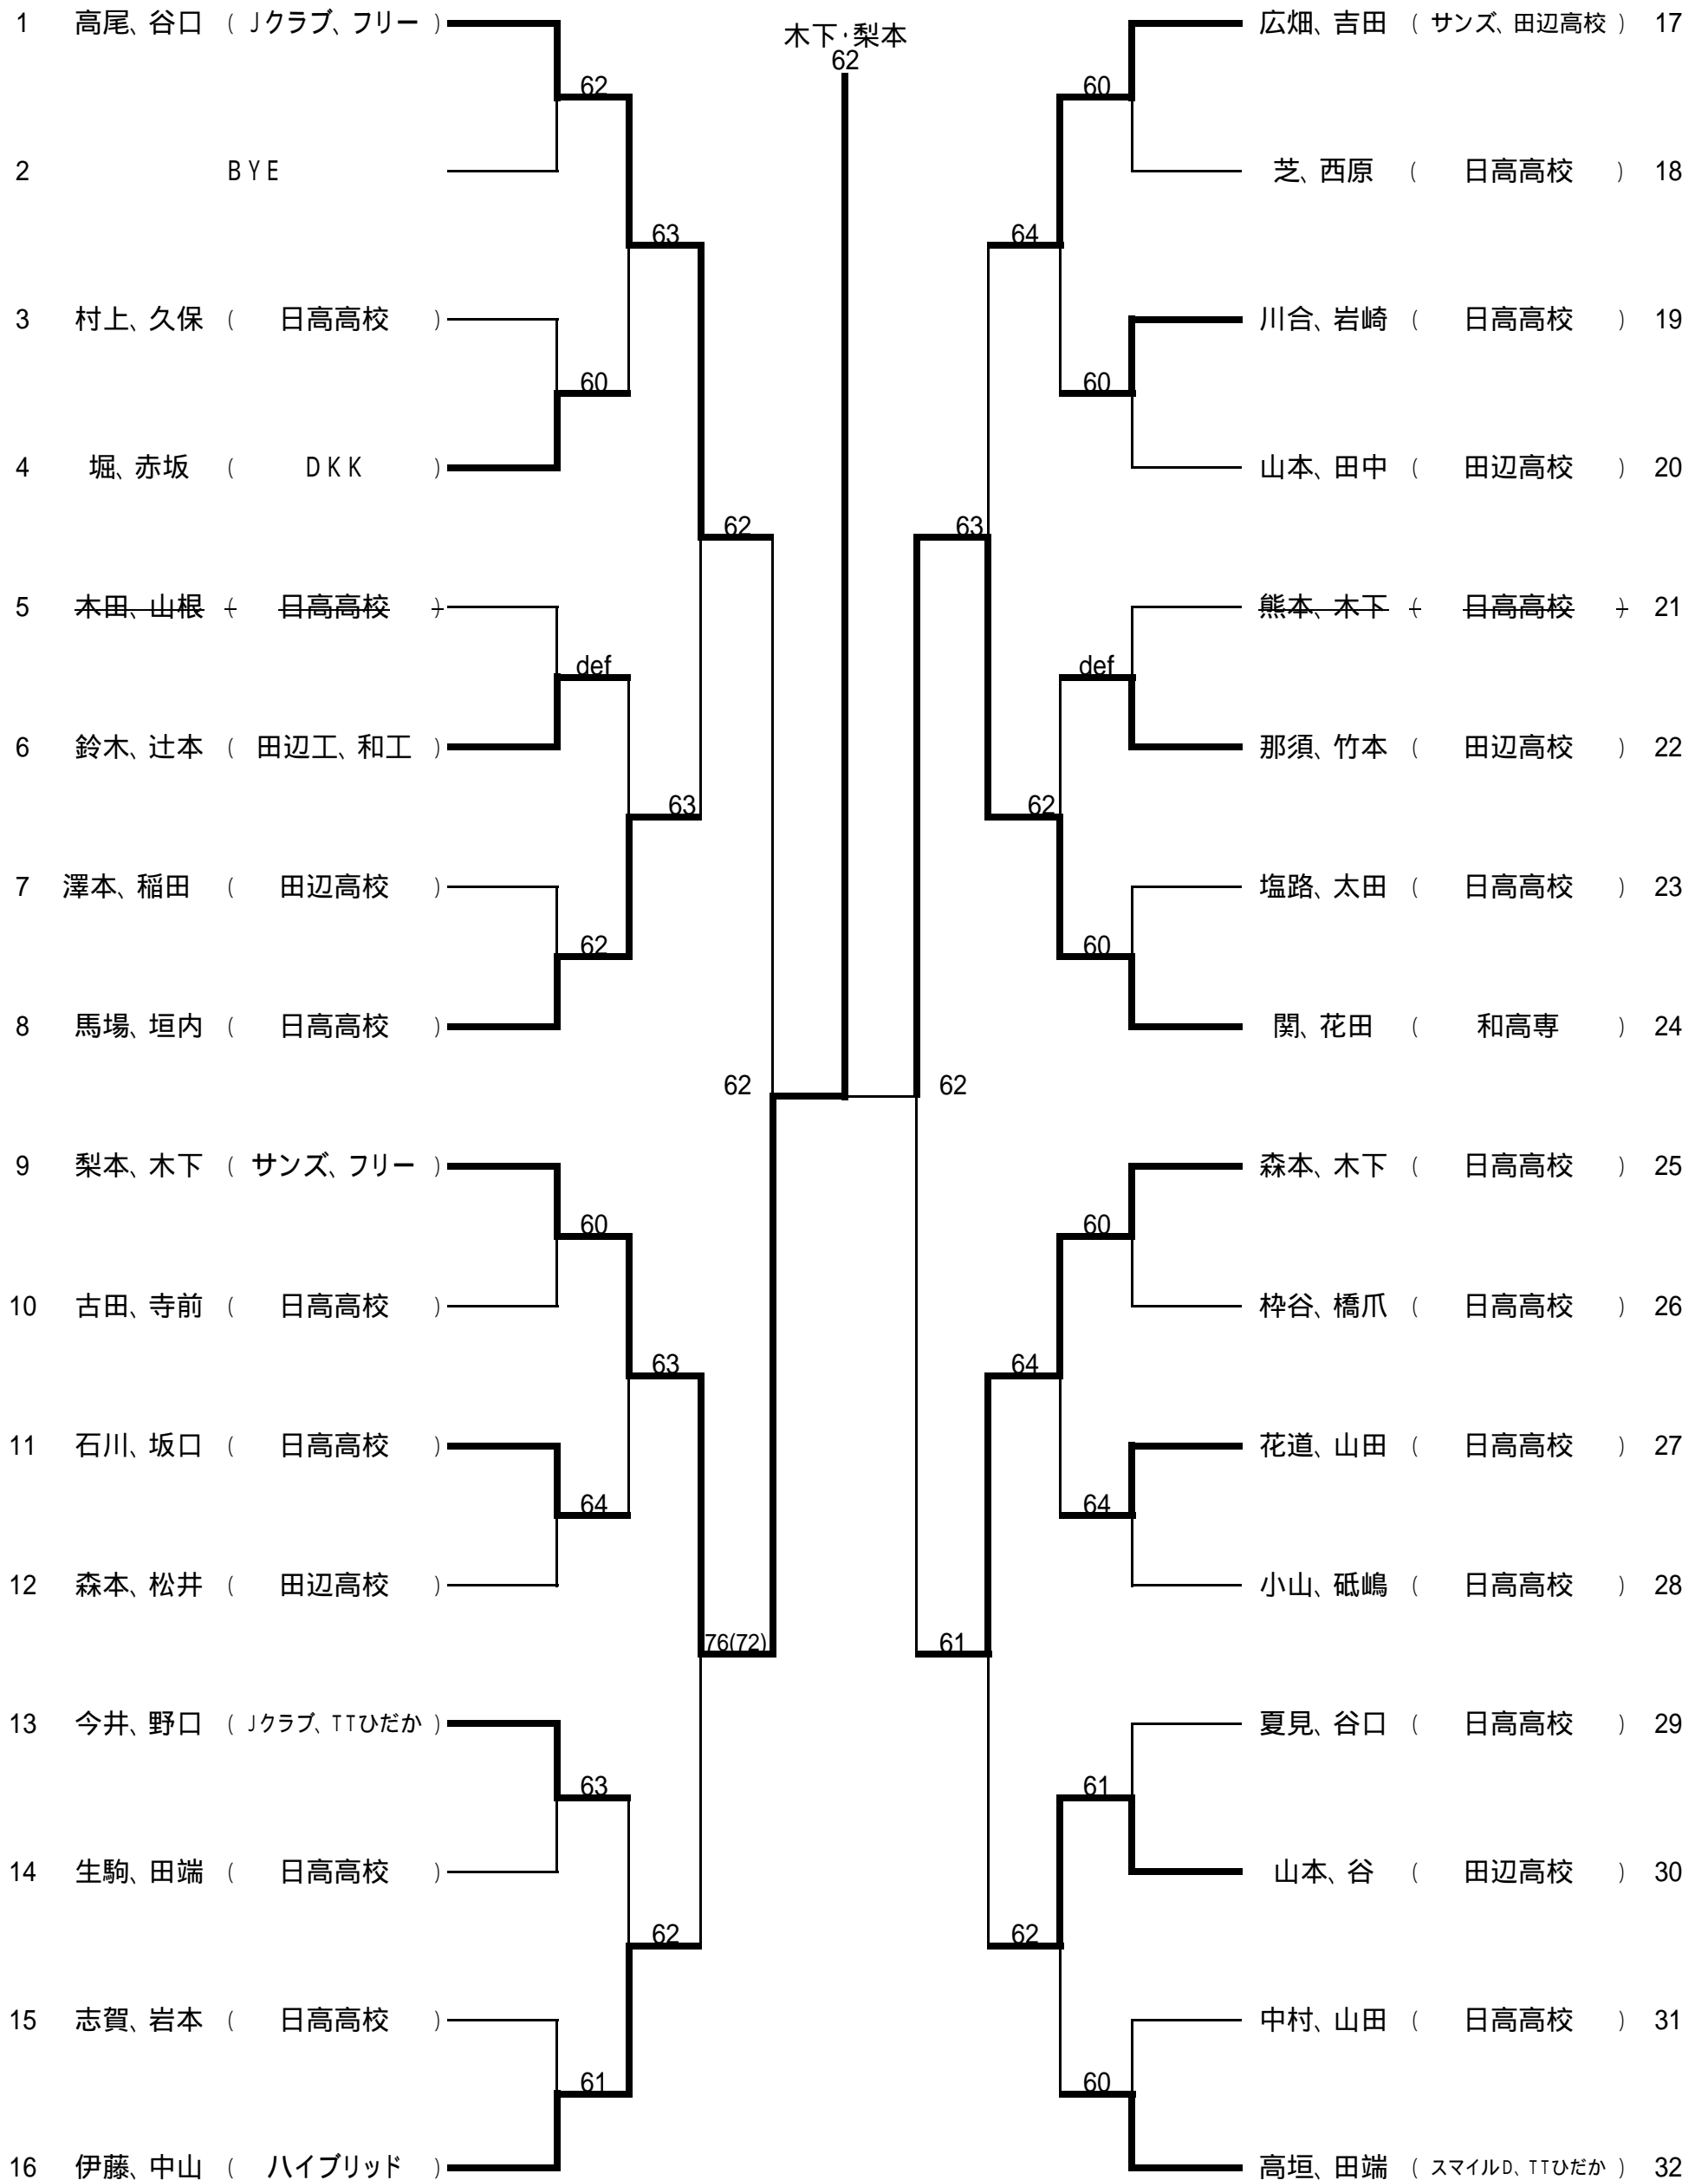 木下・梨本
62
1 高尾、谷口 ( Jクラブ、フリー )
62
2 BYE
63
3 村上、久保 ( 日高高校 )
60
4 堀、赤坂 ( DKK )
62
5 木田、山根 ( 日高高校 )
def
6 鈴木、辻本 ( 田辺工、和工 )
63
7 澤本、稲田 ( 田辺高校 )
62
8 馬場、垣内 ( 日高高校 )
62
9 梨本、木下 ( サンズ、フリー )
60
10 古田、寺前 ( 日高高校 )
63
11 石川、坂口 ( 日高高校 )
64
12 森本、松井 ( 田辺高校 )
76(72)
13 今井、野口 ( Jクラブ、TTひだか )
63
14 生駒、田端 ( 日高高校 )
62
15 志賀、岩本 ( 日高高校 )
61
16 伊藤、中山 ( ハイブリッド )
広畑、吉田 ( サンズ、田辺高校 ) 17
60
芝、西原 ( 日高高校 ) 18
64
川合、岩崎 ( 日高高校 ) 19
60
山本、田中 ( 田辺高校 ) 20
63
熊本、木下 ( 日高高校 ) 21
def
那須、竹本 ( 田辺高校 ) 22
62
塩路、太田 ( 日高高校 ) 23
60
関、花田 ( 和高専 ) 24
62
森本、木下 ( 日高高校 ) 25
60
枠谷、橋爪 ( 日高高校 ) 26
64
花道、山田 ( 日高高校 ) 27
64
小山、砥嶋 ( 日高高校 ) 28
61
夏見、谷口 ( 日高高校 ) 29
61
山本、谷 ( 田辺高校 ) 30
62
中村、山田 ( 日高高校 ) 31
60
高垣、田端 ( スマイルD、TTひだか ) 32